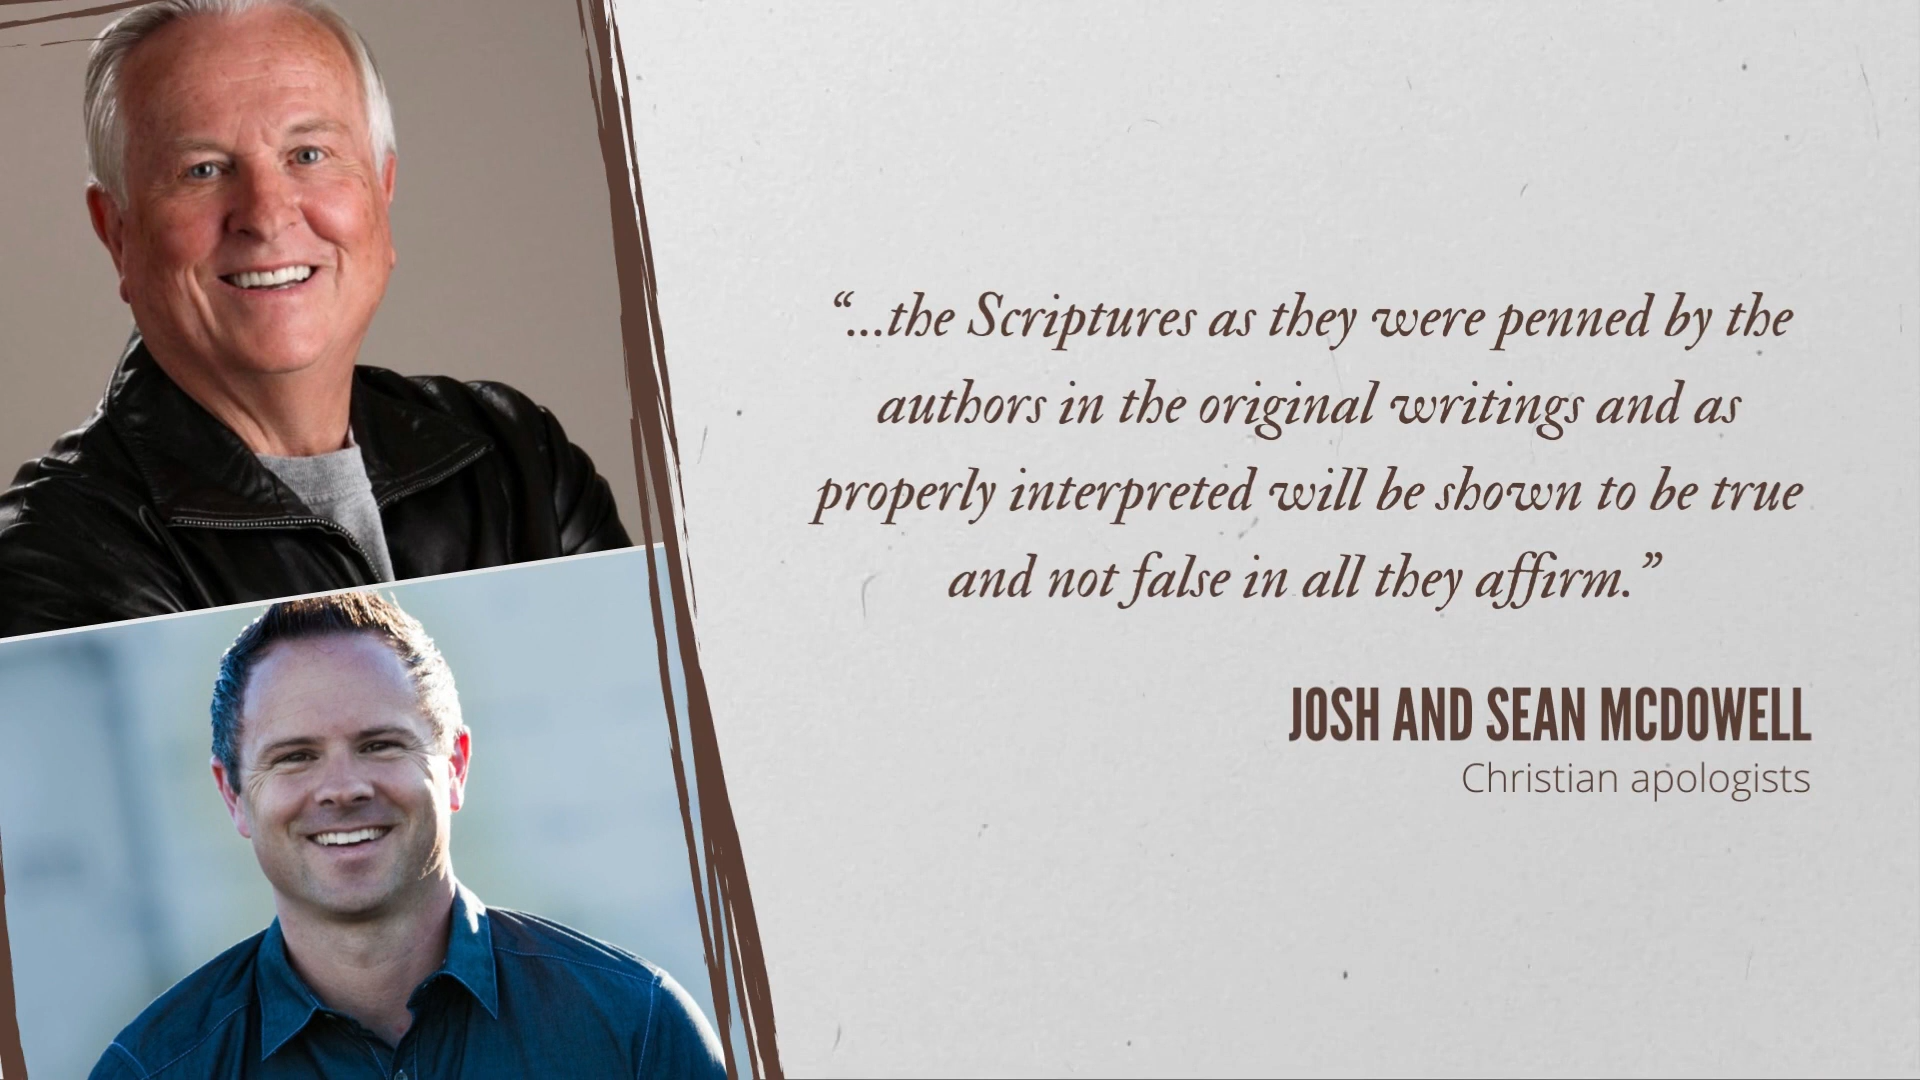 “...the Scriptures as they were penned by the
authors in the original writings and as
properly interpreted will be shown to be true
and not false in all they affirm.”
JOSH AND SEAN MCDOWELL
Christian apologists